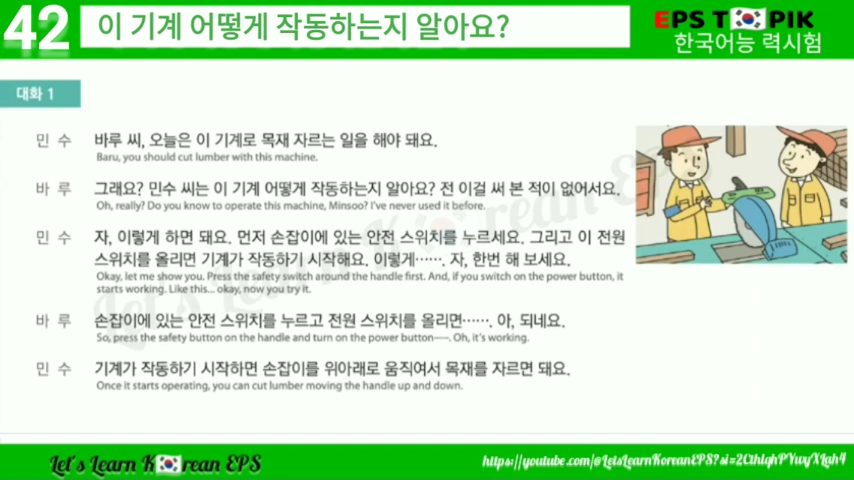 42
이 기계 어떻게 작동하는지 알아요?
EPS TOPIK
한국어능 력시험
대화 1
민 수 바루 씨, 오늘은 이 기계로 목재 자르는 일을 해야 돼요.
Baru, you should cut lumber with this machine.
바 루 그래요? 민수 씨는 이 기계 어떻게 작동하는지 알아요? 전 이걸 써 본 적이 없어서요.
Oh, really? Do you know to operate this machine, Minsoo? I've never used it before.
민 수 자, 이렇게 하면 돼요. 먼저 손잡이에 있는 안전 스위치를 누르세요. 그리고 이 전원
스위치를 올리면 기계가 작동하기 시작해요. 이렇게……. 자, 한번 해 보세요.
Okay, let me show you. Press the safety switch around the handle first. And, if you switch on the power button, it
starts working. Like this... okay, now you try it.
바 루 손잡이에 있는 안전 스위치를 누르고 전원 스위치를 올리면……. 아, 되네요.
So, press the safety button on the handle and turn on the power button──. Oh, it's working.
민 수 기계가 작동하기 시작하면 손잡이를 위아래로 움직여서 목재를 자르면 돼요.
Once it starts operating, you can cut lumber moving the handle up and down.
Let's Learn Korean EPS
Let's Learn Korean EPS